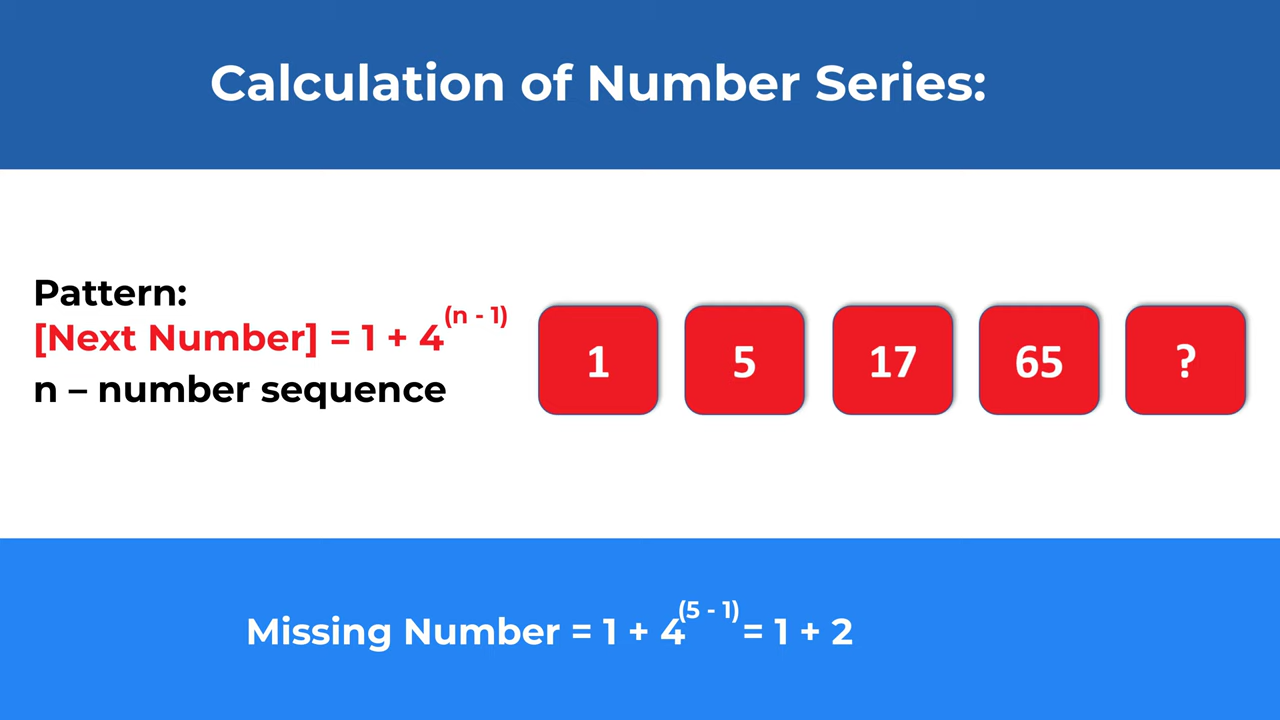 Calculation of Number Series:
Pattern:
[Next Number] = 1 + 4^(n - 1)
n – number sequence
1 5 17 65 ?
Missing Number = 1 + 4^(5 - 1) = 1 + 2